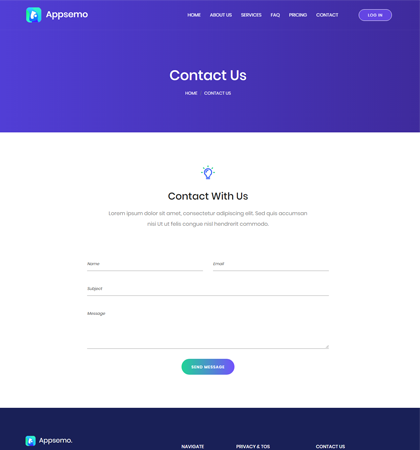 Appsemo
HOME ABOUT US SERVICES FAQ PRICING CONTACT LOG IN
Contact Us
HOME CONTACT US
Contact With Us
Lorem ipsum dolor sit amet, consectetur adipiscing elit. Sed quis accumsan
nisi Ut ut felis congue nisl hendrerit commodo.
Name Email
Subject
Message
SEND MESSAGE
Appsemo.
NAVIGATE PRIVACY & TOS CONTACT US